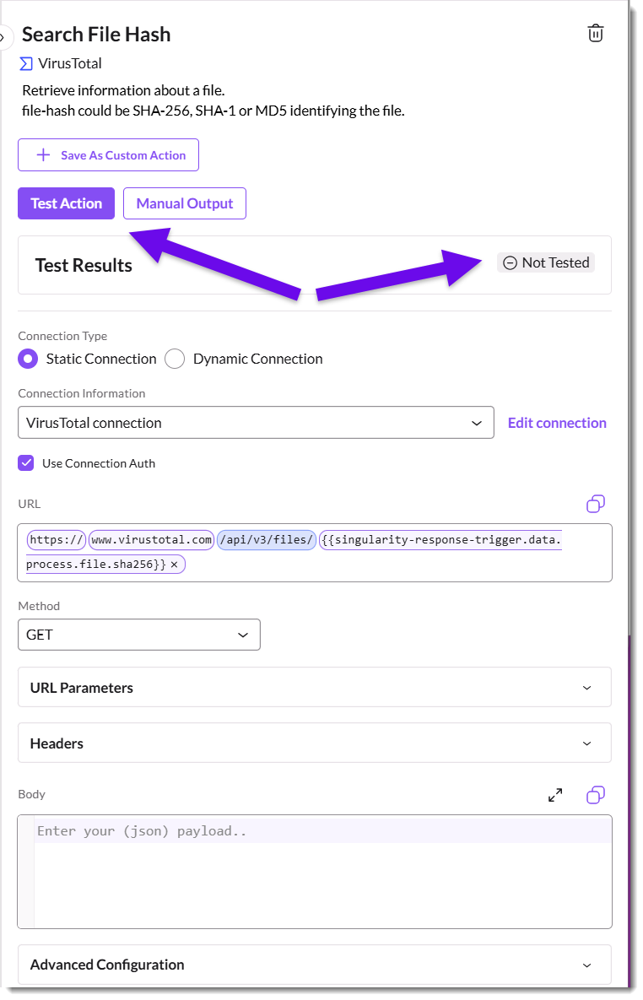 Search File Hash
VirusTotal
Retrieve information about a file.
file-hash could be SHA-256, SHA-1 or MD5 identifying the file.
Save As Custom Action
Test Action Manual Output
Test Results Not Tested
Connection Type
Static Connection Dynamic Connection
Connection Information
VirusTotal connection Edit connection
Use Connection Auth
URL
https:// www.virustotal.com /api/v3/files/ {{singularity-response-trigger.data.
process.file.sha256}} ×
Method
GET
URL Parameters
Headers
Body
Enter your (json) payload..
Advanced Configuration